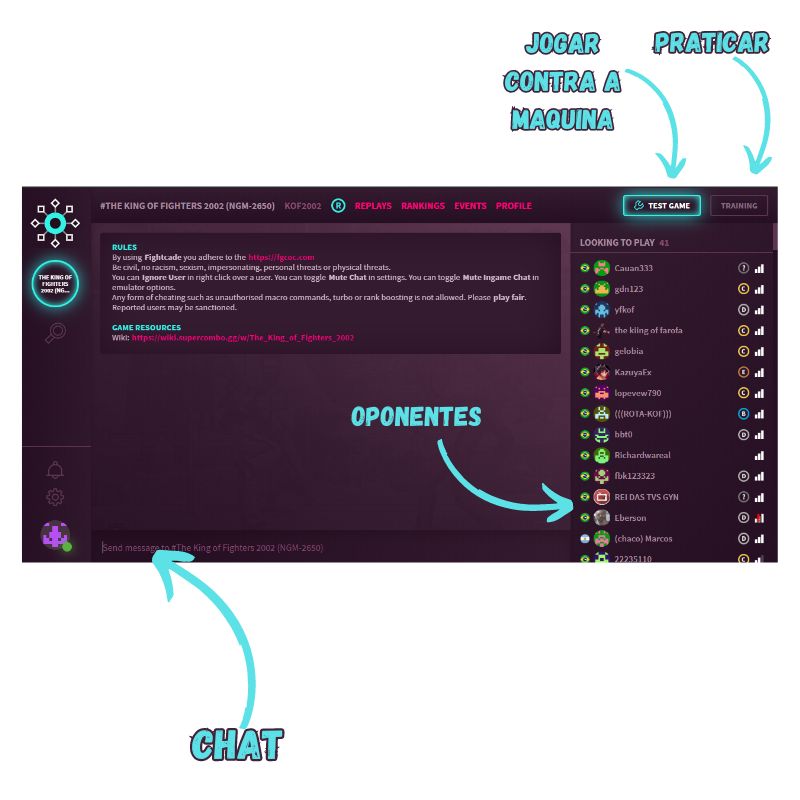 JOGAR
CONTRA A
MAQUINA
PRATICAR
#THE KING OF FIGHTERS 2002 (NGM-2650) KOF2002 R REPLAYS RANKINGS EVENTS PROFILE
TEST GAME
TRAINING
THE KING OF
FIGHTERS
2002 (NG...
RULES
By using Fightcade you adhere to the https://fgcoc.com
Be civil, no racism, sexism, impersonating, personal threats or physical threats.
You can Ignore User in right click over a user. You can toggle Mute Chat in settings. You can toggle Mute Ingame Chat in
emulator options.
Any form of cheating such as unauthorised macro commands, turbo or rank boosting is not allowed. Please play fair.
Reported users may be sanctioned.
GAME RESOURCES
Wiki: https://wiki.supercombo.gg/w/The_King_of_Fighters_2002
OPONENTES
Send message to #The King of Fighters 2002 (NGM-2650)
LOOKING TO PLAY 41
Cauan333 ?
gdn123 C
yfkof D
the kiing of farofa C
gelobia C
KazuyaEx E
lopevew790 C
(((ROTA-KOF))) B
bbt0 D
Richardwareal
fbk123323 D
REI DAS TVS GYN ?
Eberson D
(chaco) Marcos D
22235110 C
CHAT